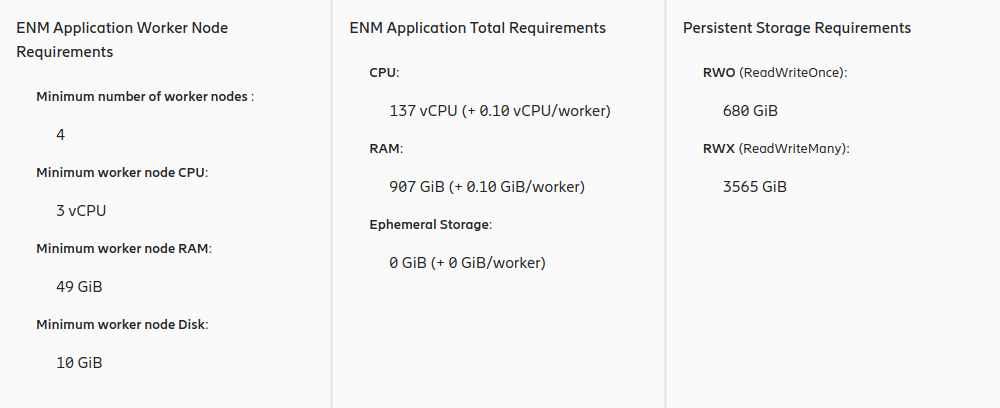 ENM Application Worker Node
Requirements
Minimum number of worker nodes :
4
Minimum worker node CPU:
3 vCPU
Minimum worker node RAM:
49 GiB
Minimum worker node Disk:
10 GiB
ENM Application Total Requirements
CPU:
137 vCPU (+ 0.10 vCPU/worker)
RAM:
907 GiB (+ 0.10 GiB/worker)
Ephemeral Storage:
0 GiB (+ 0 GiB/worker)
Persistent Storage Requirements
RWO (ReadWriteOnce):
680 GiB
RWX (ReadWriteMany):
3565 GiB